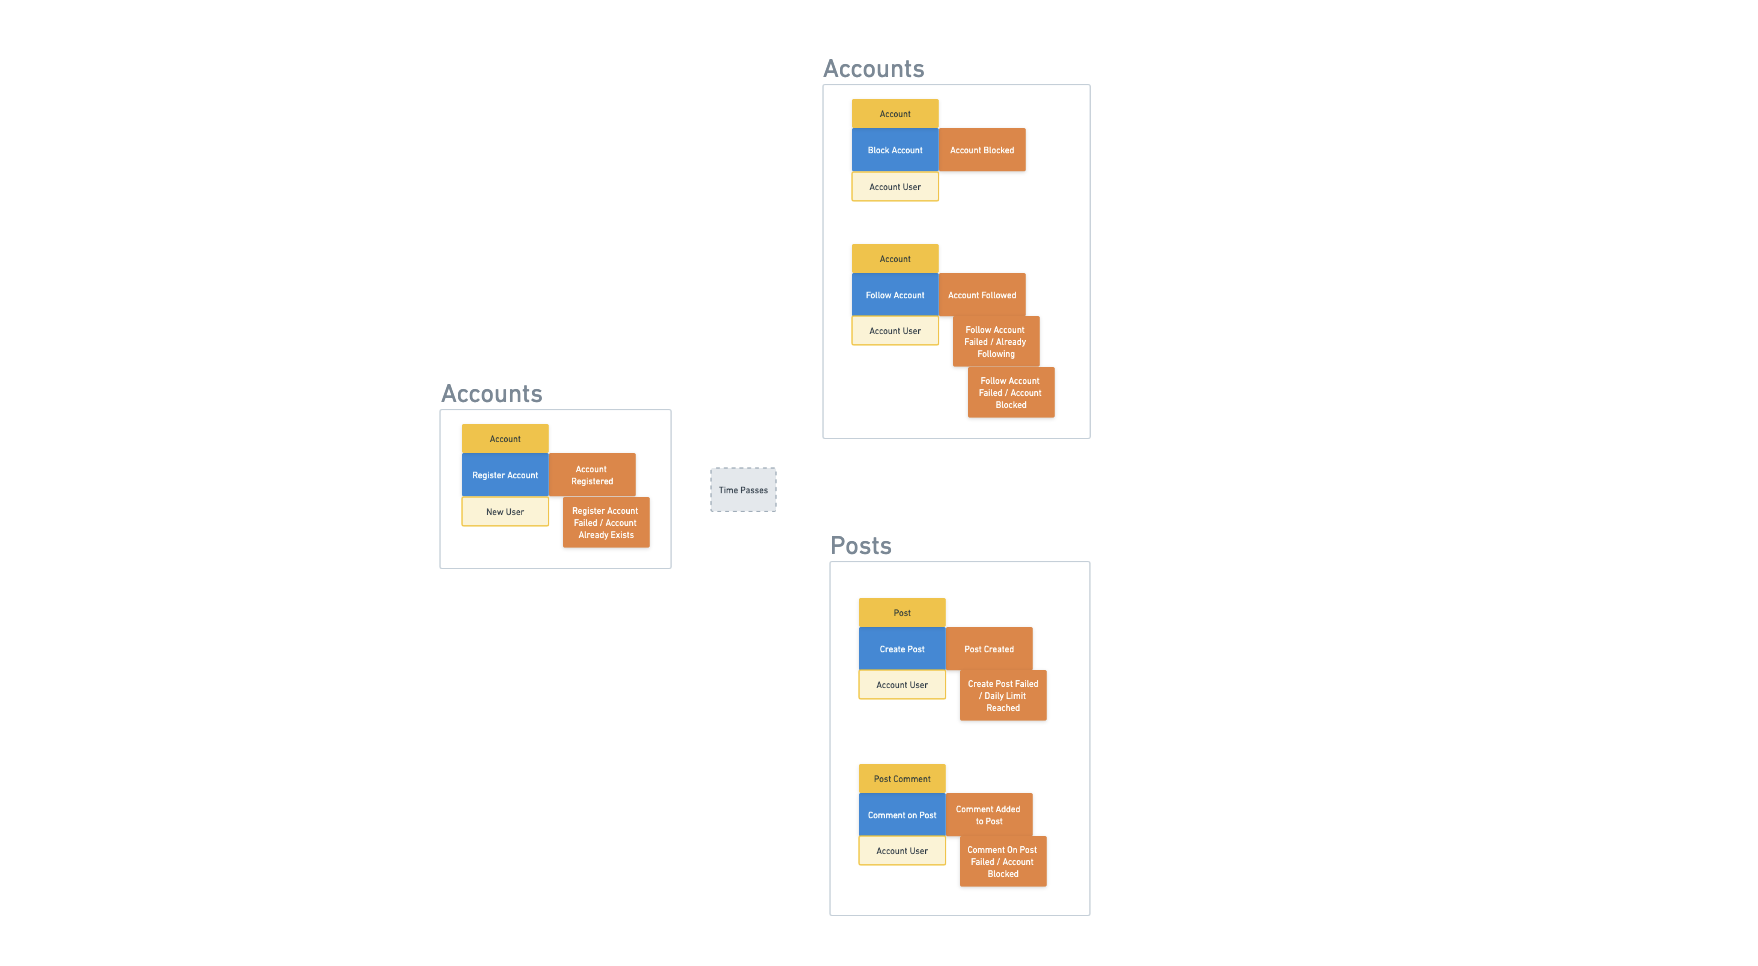 Accounts
Account
Block Account
Account Blocked
Account User
Account
Follow Account
Account Followed
Account User
Follow Account
Failed / Already
Following
Follow Account
Failed / Account
Blocked
Accounts
Account
Register Account
Account
Registered
New User
Register Account
Failed / Account
Already Exists
Time Passes
Posts
Post
Create Post
Post Created
Account User
Create Post Failed
/ Daily Limit
Reached
Post Comment
Comment on Post
Comment Added
to Post
Account User
Comment On Post
Failed / Account
Blocked